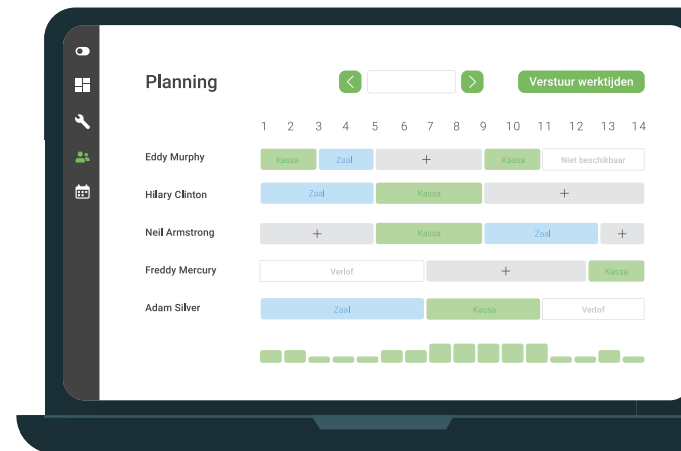 Planning
Verstuur werktijden
1 2 3 4 5 6 7 8 9 10 11 12 13 14
Eddy Murphy Kassa Zaal + Kassa Niet beschikbaar
Hilary Clinton Zaal Kassa +
Neil Armstrong + Kassa Zaal +
Freddy Mercury Verlof + Kassa
Adam Silver Zaal Kassa Verlof